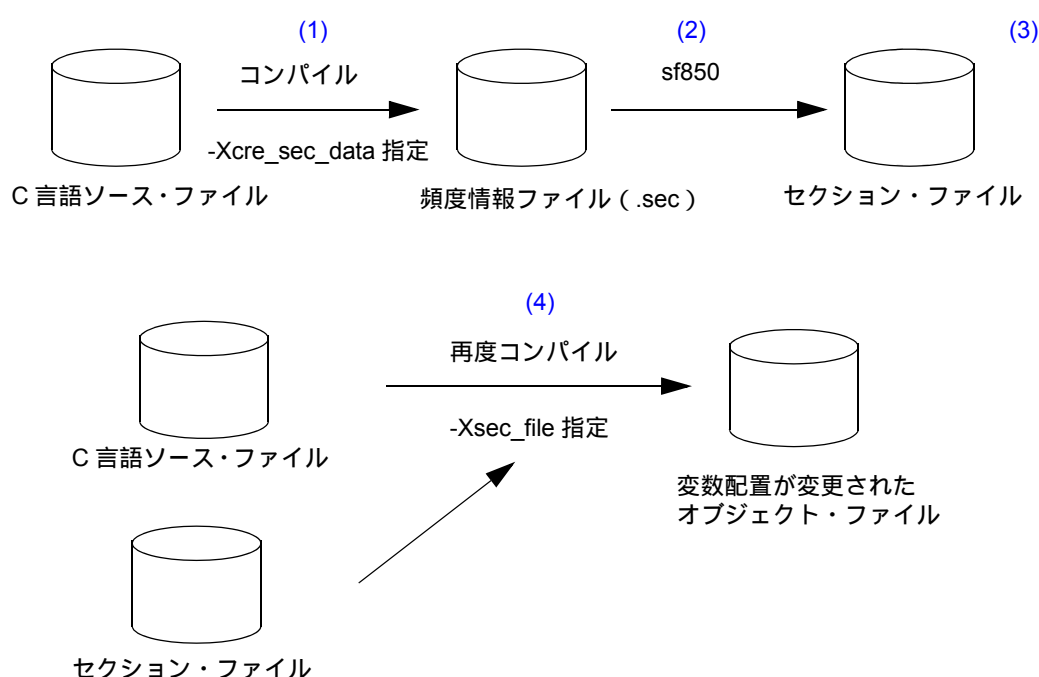 (1)
(2)
(3)
コンパイル
sf850
-Xcre_sec_data 指定
C 言語ソース・ファイル
頻度情報ファイル（.sec）
セクション・ファイル
(4)
再度コンパイル
-Xsec_file 指定
C 言語ソース・ファイル
変数配置が変更された
オブジェクト・ファイル
セクション・ファイル